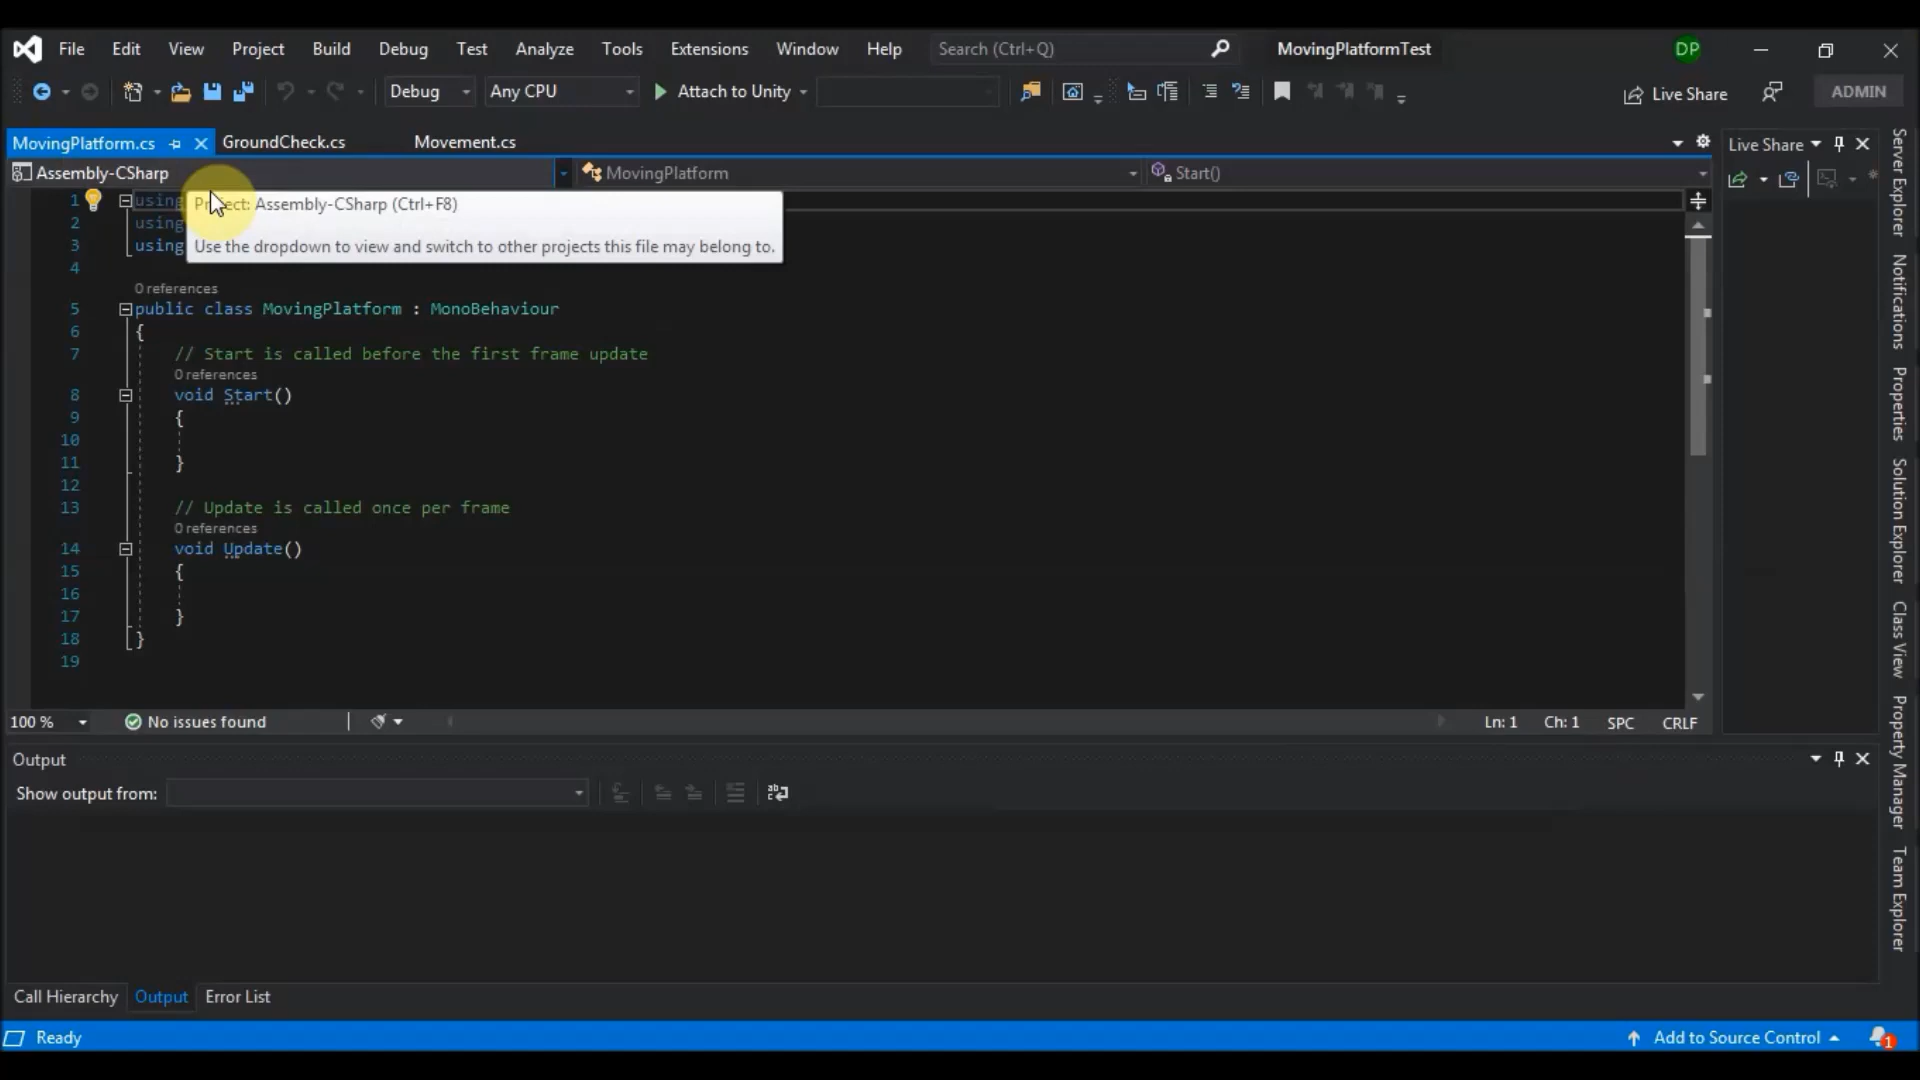 File Edit View Project Build Debug Test Analyze Tools Extensions Window Help Search (Ctrl+Q) MovingPlatformTest DP
Debug Any CPU Attach to Unity Live Share ADMIN
MovingPlatform.cs GroundCheck.cs Movement.cs
Live Share
Assembly-CSharp MovingPlatform Start()
1 using
Project: Assembly-CSharp (Ctrl+F8)
2 using
3 using
Use the dropdown to view and switch to other projects this file may belong to.
4
0 references
5 public class MovingPlatform : MonoBehaviour
6 {
7 // Start is called before the first frame update
0 references
8 void Start()
9 {
10
11 }
12
13 // Update is called once per frame
0 references
14 void Update()
15 {
16
17 }
18 }
19
100 % No issues found Ln: 1 Ch: 1 SPC CRLF
Output
Show output from:
Call Hierarchy Output Error List
Ready Add to Source Control 1
Server Explorer
Notifications
Properties
Solution Explorer
Class View
Property Manager
Team Explorer